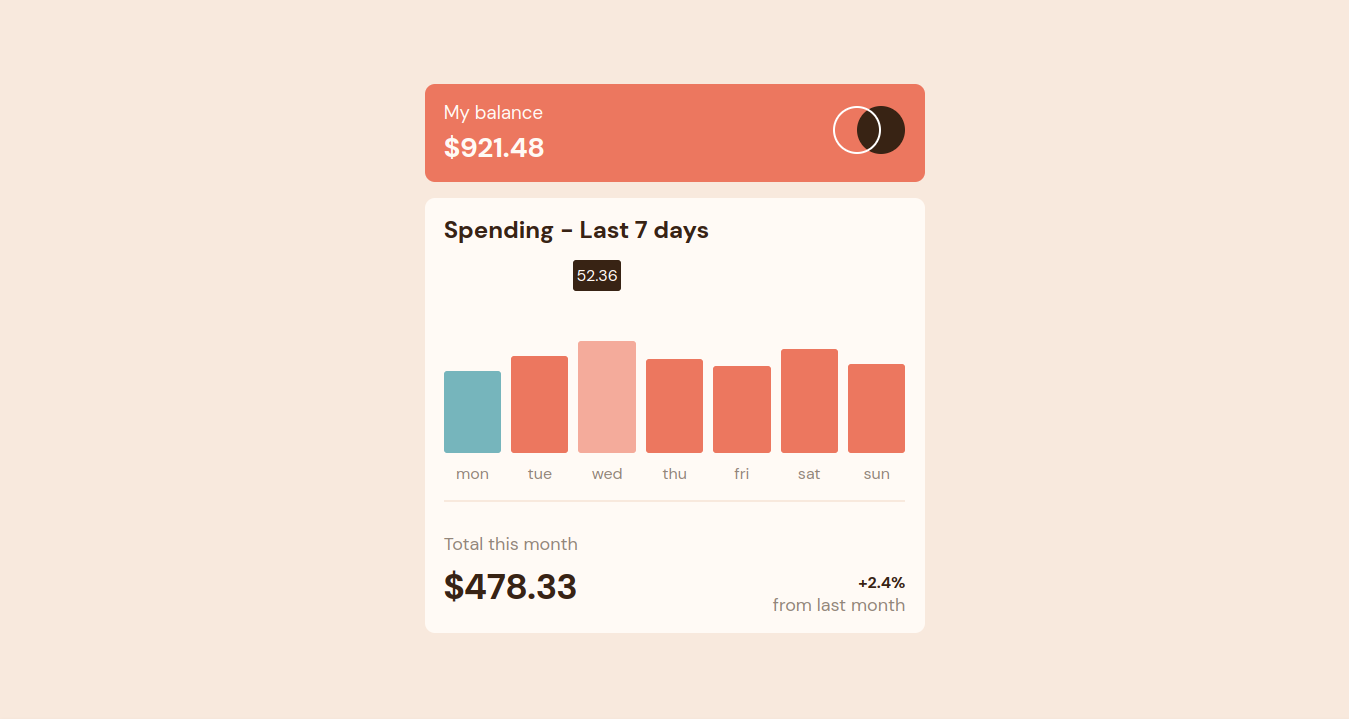 My balance
$921.48
Spending - Last 7 days
52.36
mon tue wed thu fri sat sun
Total this month
$478.33
+2.4%
from last month